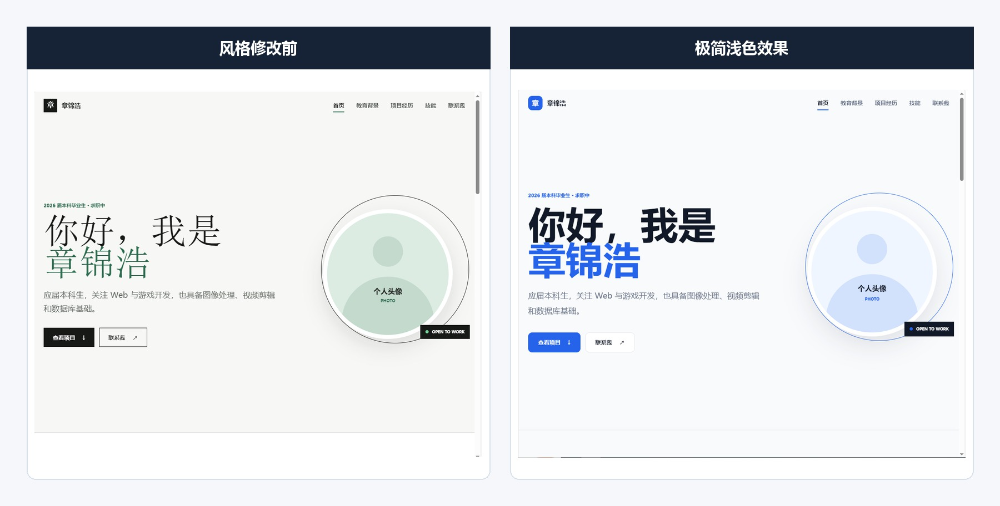 风格修改前
章 章锦浩
首页 教育背景 项目经历 技能 联系我
2026 届本科毕业生 · 求职中
你好，我是
章锦浩
应届本科生，关注 Web 与游戏开发，也具备图像处理、视频剪辑
和数据库基础。
查看项目 ↓ 联系我 ↗
个人头像
PHOTO
OPEN TO WORK
极简浅色效果
章 章锦浩
首页 教育背景 项目经历 技能 联系我
2026 届本科毕业生 · 求职中
你好，我是
章锦浩
应届本科生，关注 Web 与游戏开发，也具备图像处理、视频剪辑
和数据库基础。
查看项目 ↓ 联系我 ↗
个人头像
PHOTO
OPEN TO WORK